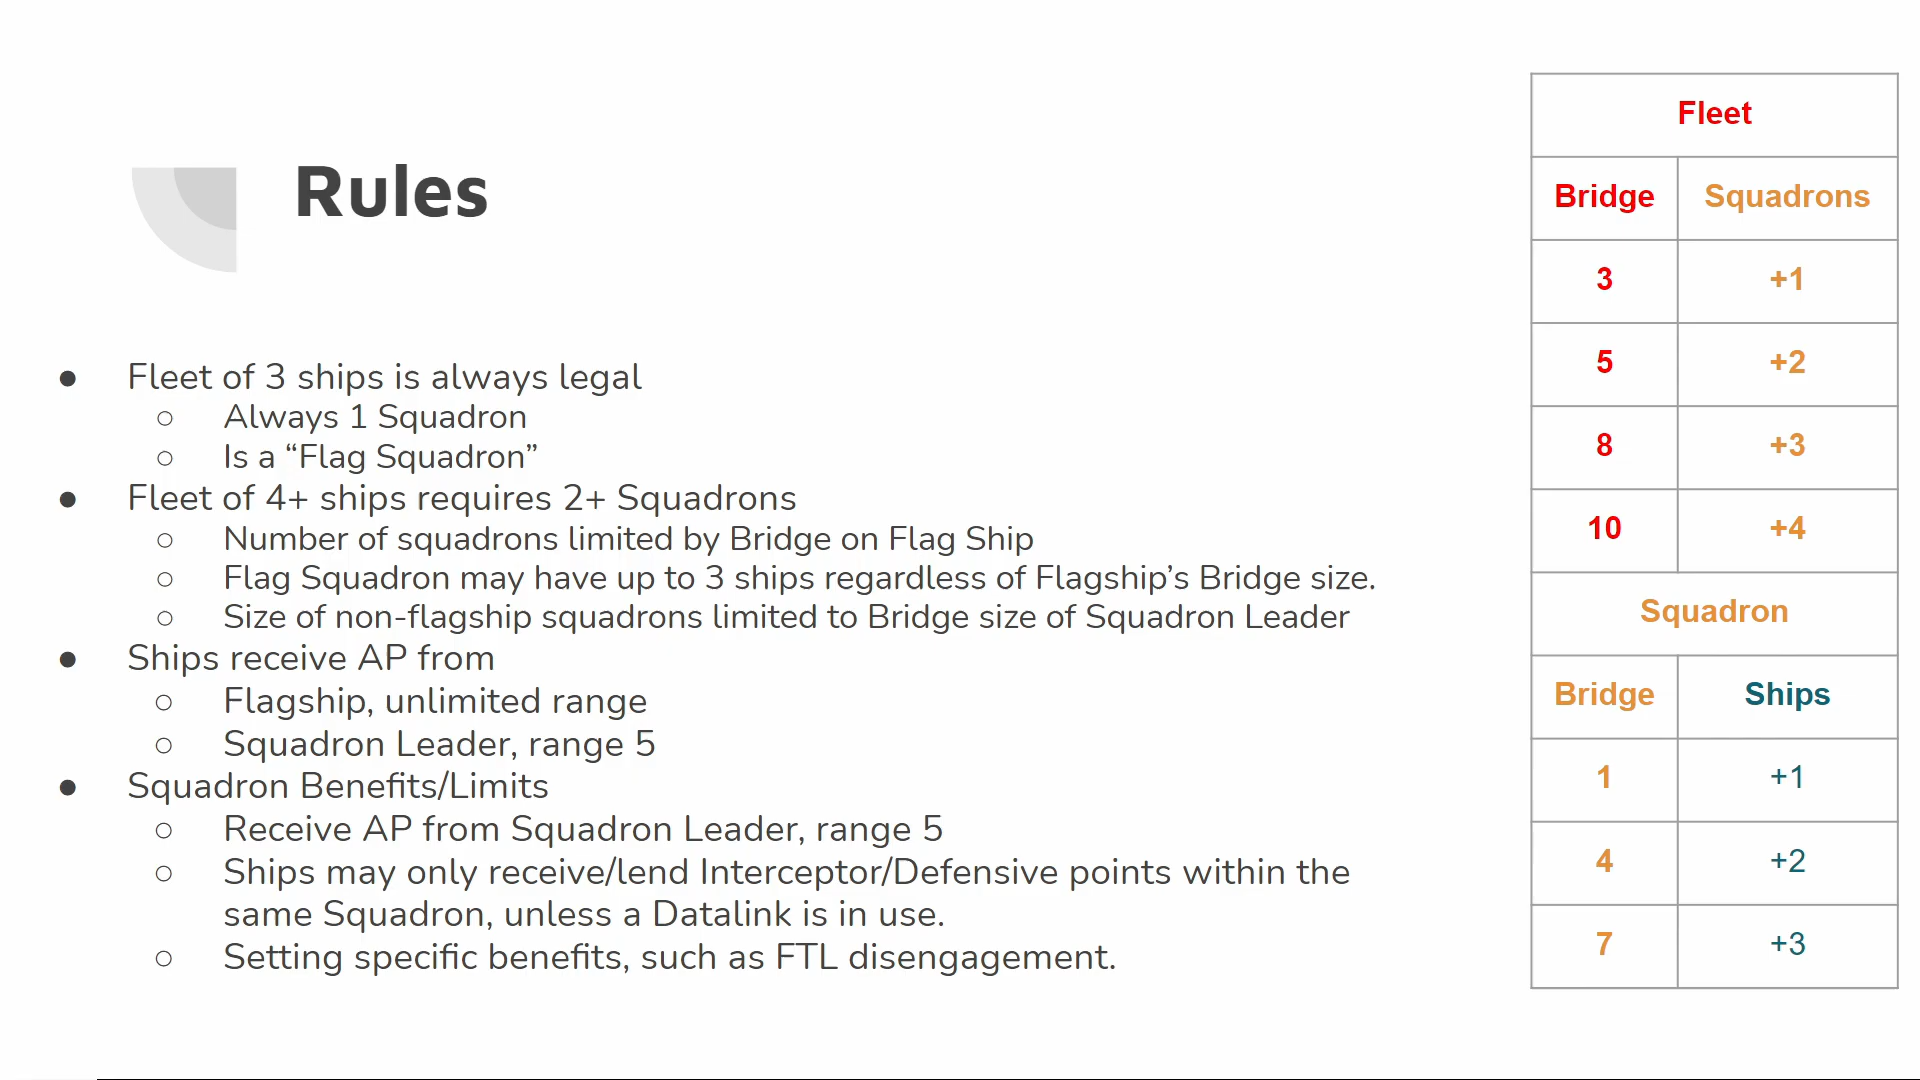 Rules
● Fleet of 3 ships is always legal
○ Always 1 Squadron
○ Is a “Flag Squadron”
● Fleet of 4+ ships requires 2+ Squadrons
○ Number of squadrons limited by Bridge on Flag Ship
○ Flag Squadron may have up to 3 ships regardless of Flagship’s Bridge size.
○ Size of non-flagship squadrons limited to Bridge size of Squadron Leader
● Ships receive AP from
○ Flagship, unlimited range
○ Squadron Leader, range 5
● Squadron Benefits/Limits
○ Receive AP from Squadron Leader, range 5
○ Ships may only receive/lend Interceptor/Defensive points within the
same Squadron, unless a Datalink is in use.
○ Setting specific benefits, such as FTL disengagement.
Fleet
Bridge Squadrons
3 +1
5 +2
8 +3
10 +4
Squadron
Bridge Ships
1 +1
4 +2
7 +3